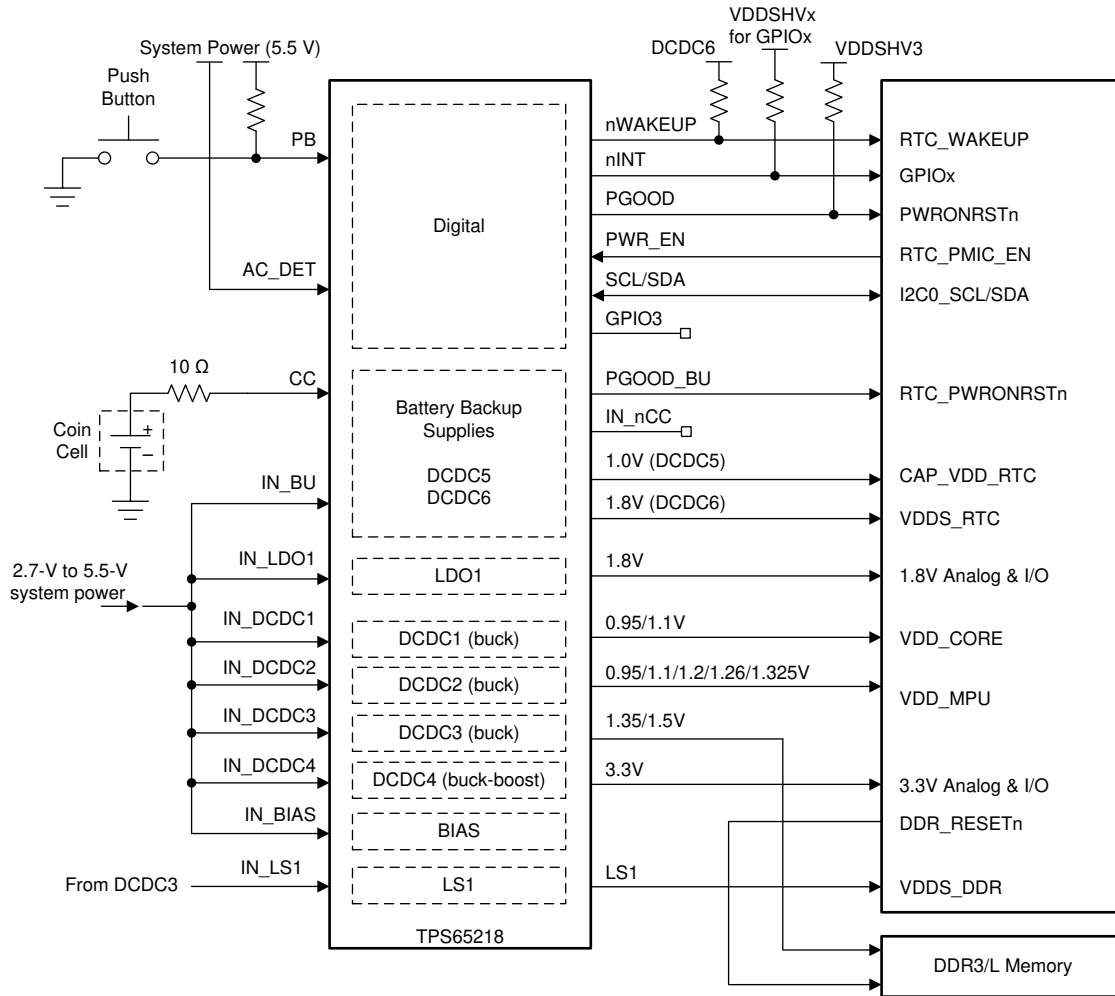 System Power (5.5 V)
Push
Button
PB
AC_DET
10 Ω
CC
Coin
Cell
+
−
IN_BU
2.7-V to 5.5-V
system power
IN_LDO1
IN_DCDC1
IN_DCDC2
IN_DCDC3
IN_DCDC4
IN_BIAS
From DCDC3
IN_LS1
Digital
Battery Backup
Supplies
DCDC5
DCDC6
LDO1
DCDC1 (buck)
DCDC2 (buck)
DCDC3 (buck)
DCDC4 (buck-boost)
BIAS
LS1
TPS65218
DCDC6
VDDSHVx
for GPIOx
VDDSHV3
nWAKEUP
nINT
PGOOD
PWR_EN
SCL/SDA
GPIO3
PGOOD_BU
IN_nCC
1.0V (DCDC5)
1.8V (DCDC6)
1.8V
0.95/1.1V
0.95/1.1/1.2/1.26/1.325V
1.35/1.5V
3.3V
LS1
RTC_WAKEUP
GPIOx
PWRONRSTn
RTC_PMIC_EN
I2C0_SCL/SDA
RTC_PWRONRSTn
CAP_VDD_RTC
VDDS_RTC
1.8V Analog & I/O
VDD_CORE
VDD_MPU
3.3V Analog & I/O
DDR_RESETn
VDDS_DDR
DDR3/L Memory